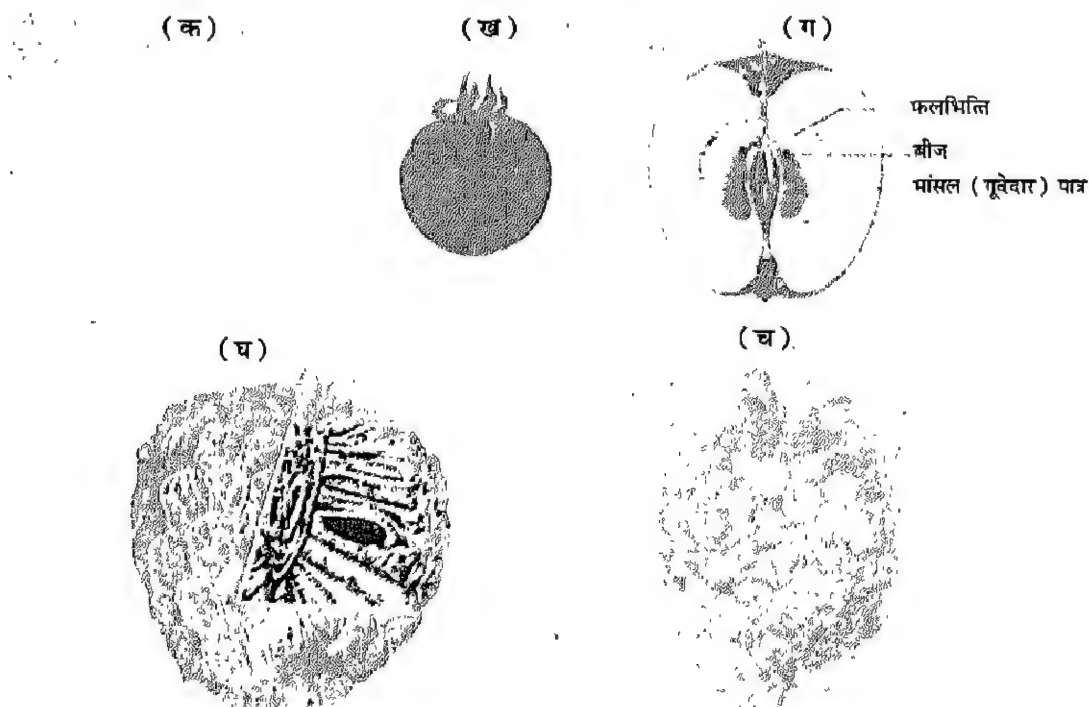 (क)
(ख)
(ग)
फलभित्ति
बीज
मांसल (गूवेदार) पात्र
(घ)
(च)